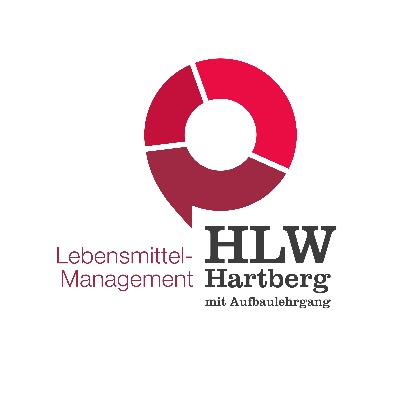 Lebensmittel-
Management
HLW
Hartberg
mit Aufbaulehrgang